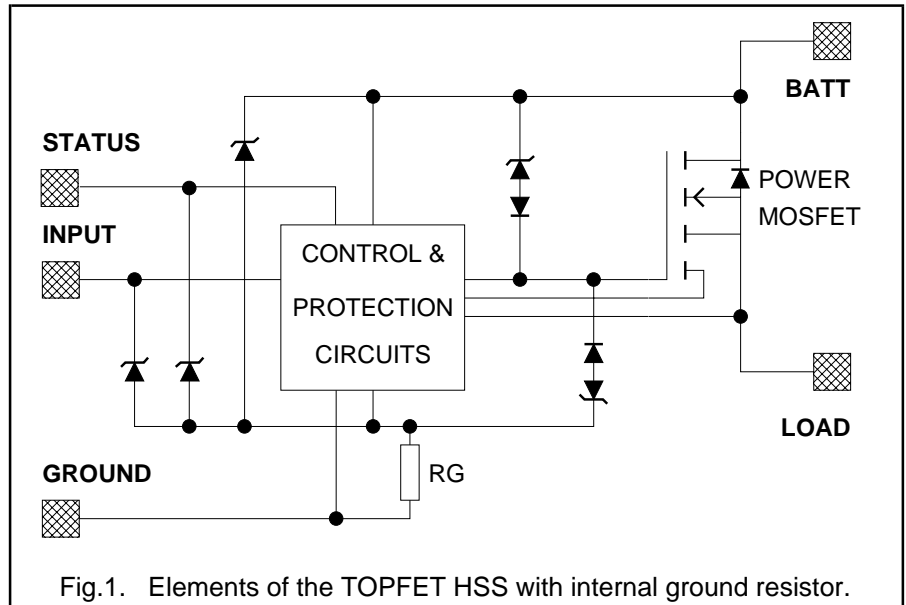 BATT
STATUS
POWER
MOSFET
INPUT
CONTROL &
PROTECTION
CIRCUITS
LOAD
GROUND
RG
Fig.1. Elements of the TOPFET HSS with internal ground resistor.